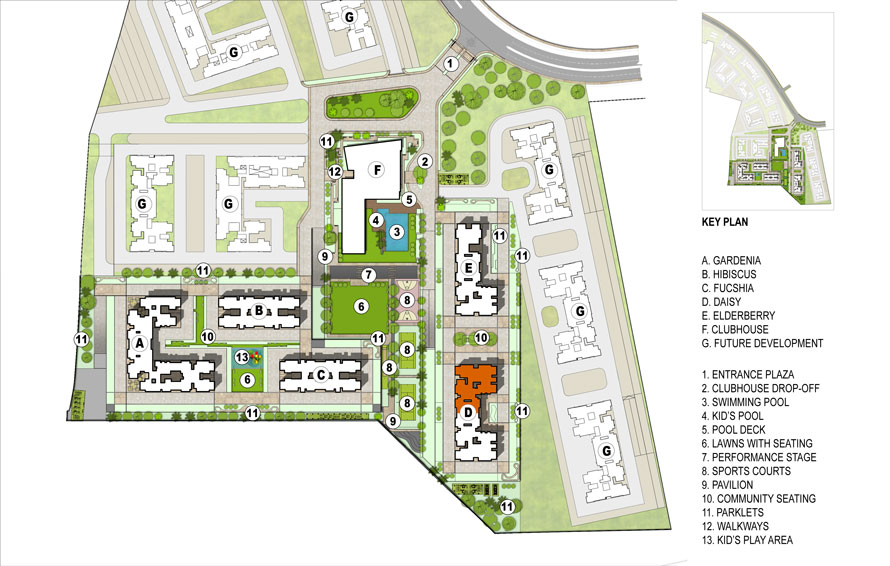 G
G
1
11
2
F
12
G
G
G
5
4
3
9
E
11
11
7
11
8
6
B
G
A
11
10
11
10
13
8
C
8
6
8
D
11
11
9
G
11
KEY PLAN
A. GARDENIA
B. HIBISCUS
C. FUCSHIA
D. DAISY
E. ELDERBERRY
F. CLUBHOUSE
G. FUTURE DEVELOPMENT
1. ENTRANCE PLAZA
2. CLUBHOUSE DROP-OFF
3. SWIMMING POOL
4. KID'S POOL
5. POOL DECK
6. LAWNS WITH SEATING
7. PERFORMANCE STAGE
8. SPORTS COURTS
9. PAVILION
10. COMMUNITY SEATING
11. PARKLETS
12. WALKWAYS
13. KID'S PLAY AREA